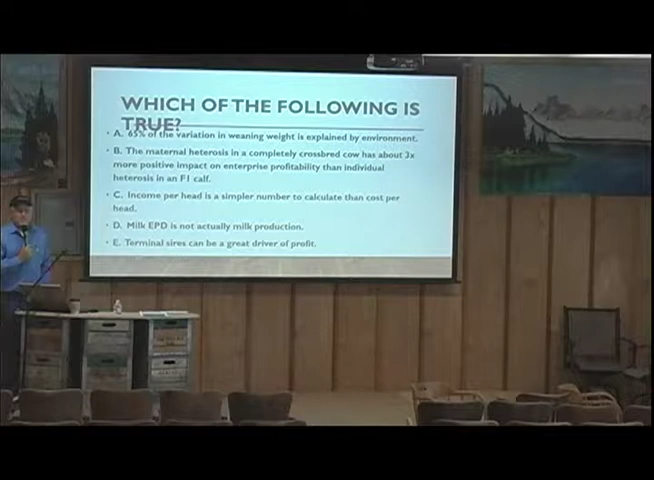 WHICH OF THE FOLLOWING IS
TRUE?
• A. 65% of the variation in weaning weight is explained by environment.
• B. The maternal heterosis in a completely crossbred cow has about 3x
more positive impact on enterprise profitability than individual
heterosis in an F1 calf.
• C. Income per head is a simpler number to calculate than cost per
head.
• D. Milk EPD is not actually milk production.
• E. Terminal sires can be a great driver of profit.